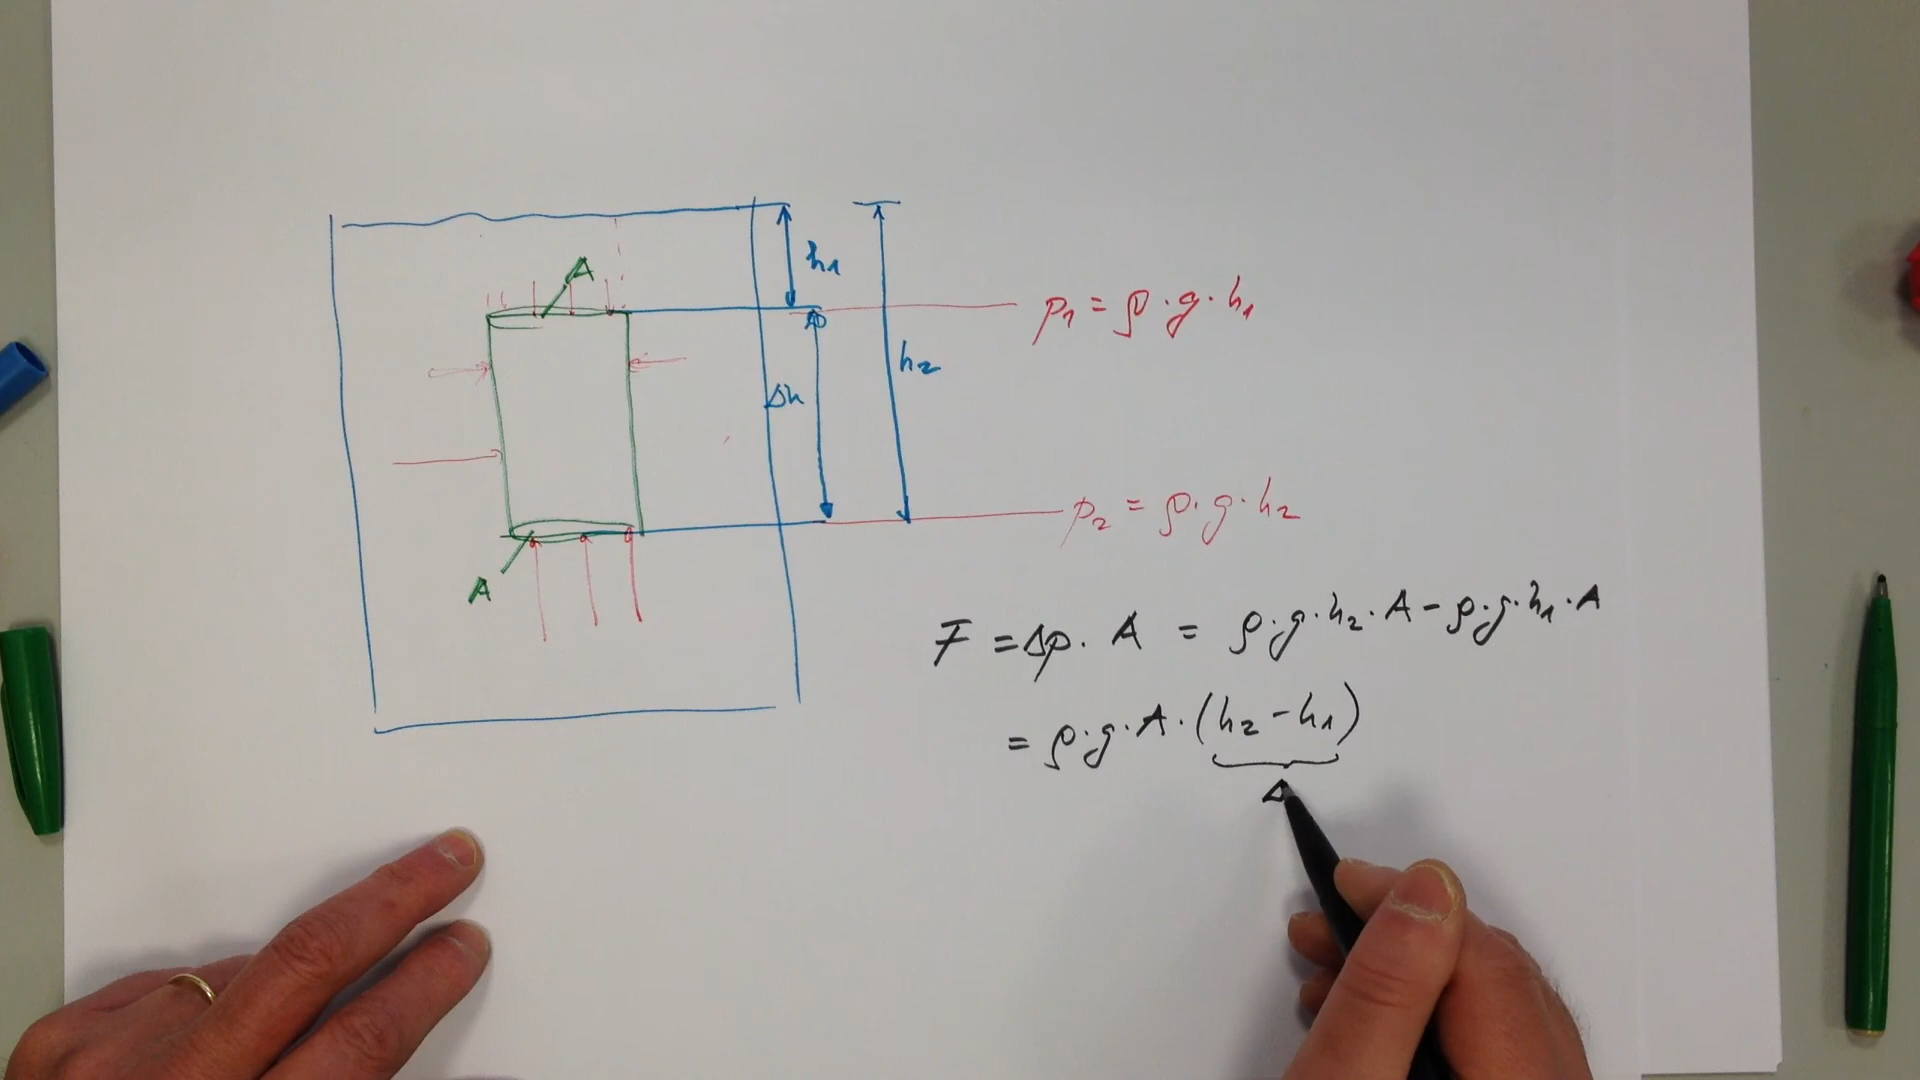 A
h₁
p₁ = ρ · g · h₁
h₂
Δh
p₂ = ρ · g · h₂
A
F = Δp · A = ρ · g · h₂ · A - ρ · g · h₁ · A
= ρ · g · A · (h₂ - h₁)
Δ